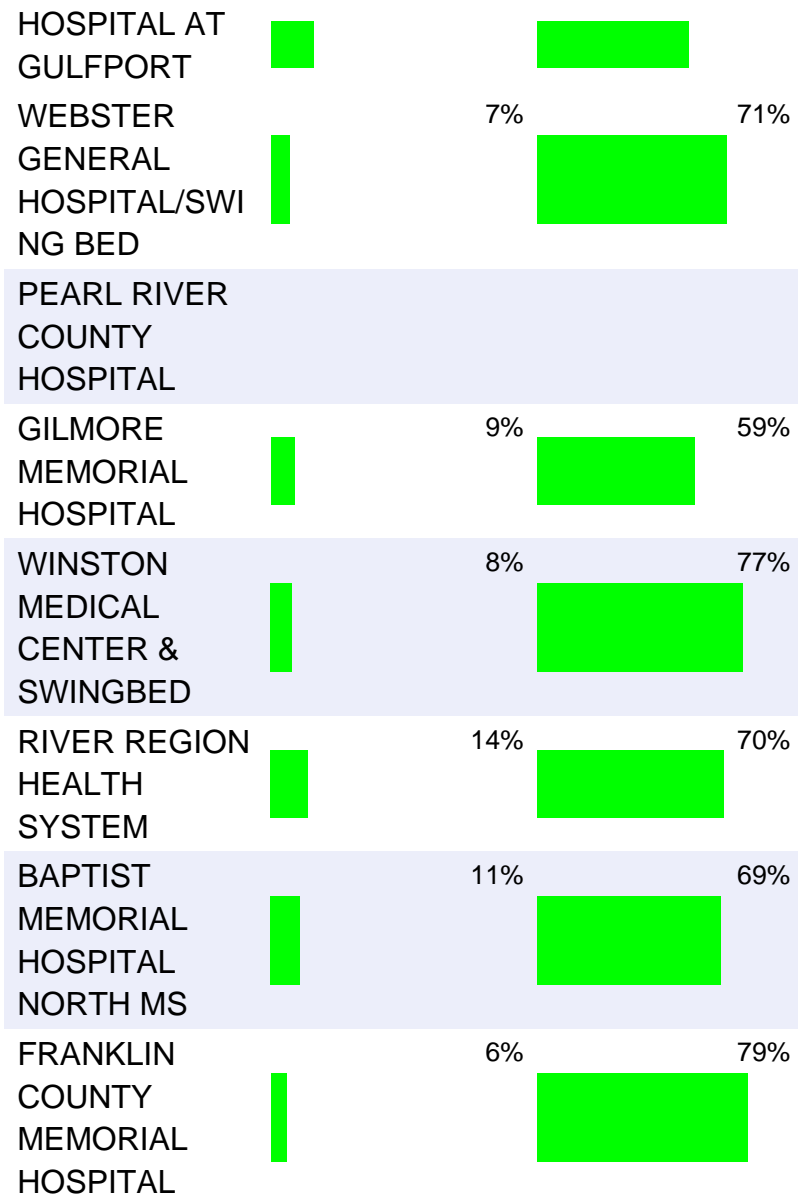 HOSPITAL AT
GULFPORT
WEBSTER 7% 71%
GENERAL
HOSPITAL/SWI
NG BED
PEARL RIVER
COUNTY
HOSPITAL
GILMORE 9% 59%
MEMORIAL
HOSPITAL
WINSTON 8% 77%
MEDICAL
CENTER &
SWINGBED
RIVER REGION 14% 70%
HEALTH
SYSTEM
BAPTIST 11% 69%
MEMORIAL
HOSPITAL
NORTH MS
FRANKLIN 6% 79%
COUNTY
MEMORIAL
HOSPITAL